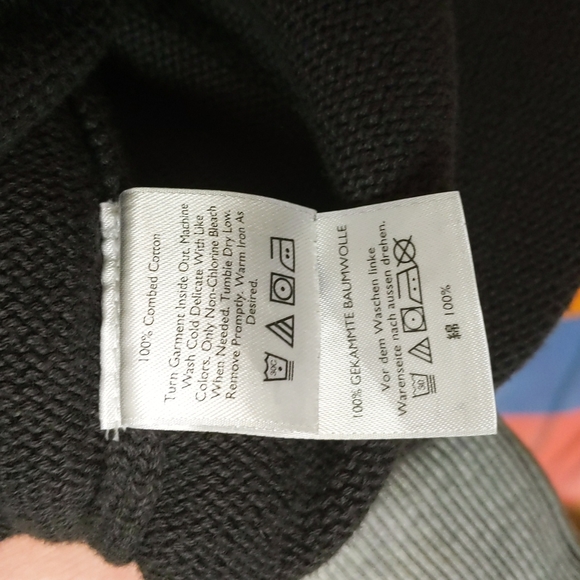 100% Combed Cotton
Turn Garment Inside Out. Machine
Wash Cold Delicate With Like
Colors. Only Non-Chlorine Bleach
When Needed. Tumble Dry Low.
Remove Promptly. Warm Iron As
Desired.
30C
100% GEKAMMTE BAUMWOLLE
Vor dem Waschen linke
Warenseite nach aussen drehen.
30
綿 100%